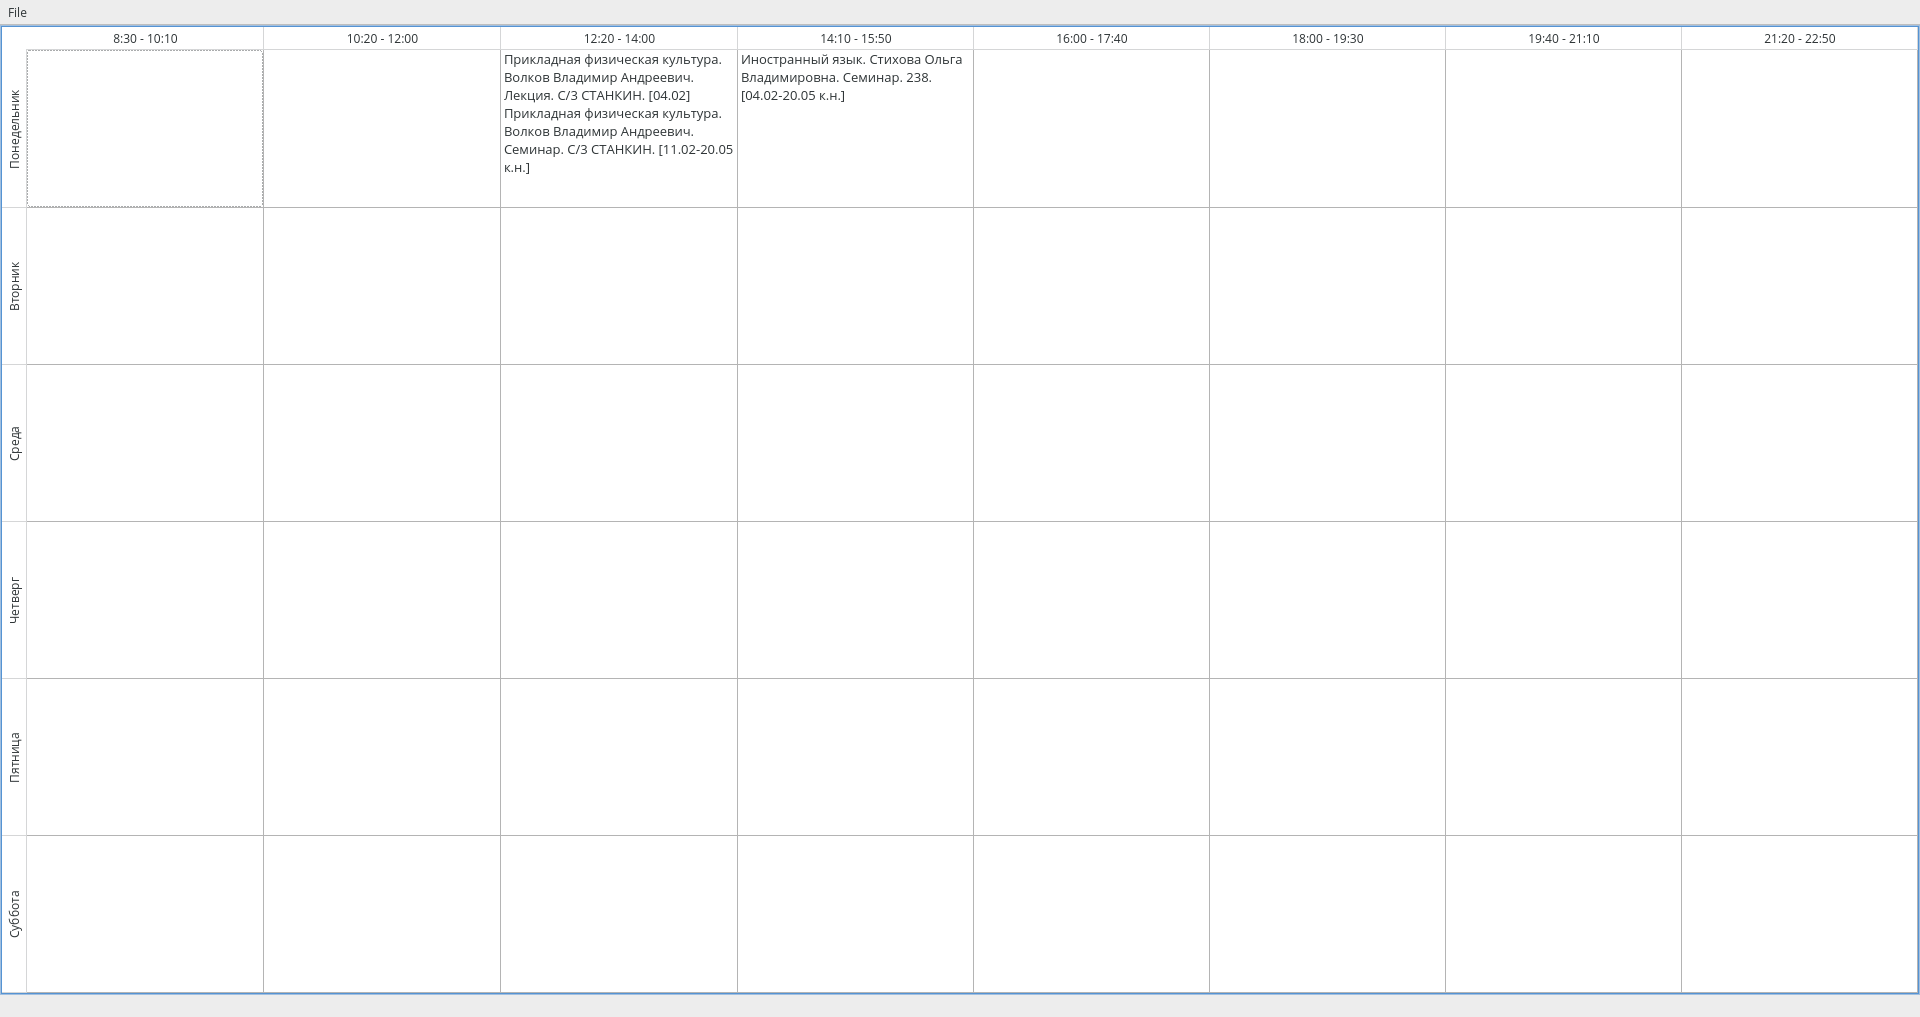 File
8:30 - 10:10
10:20 - 12:00
12:20 - 14:00
14:10 - 15:50
16:00 - 17:40
18:00 - 19:30
19:40 - 21:10
21:20 - 22:50
Понедельник
Прикладная физическая культура.
Волков Владимир Андреевич.
Лекция. С/З СТАНКИН. [04.02]
Прикладная физическая культура.
Волков Владимир Андреевич.
Семинар. С/З СТАНКИН. [11.02-20.05
к.н.]
Иностранный язык. Стихова Ольга
Владимировна. Семинар. 238.
[04.02-20.05 к.н.]
Вторник
Среда
Четверг
Пятница
Суббота